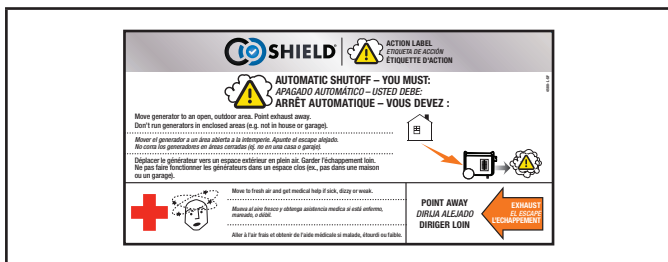 CO SHIELD®
ACTION LABEL
ETIQUETA DE ACCIÓN
ÉTIQUETTE D'ACTION
AUTOMATIC SHUTOFF – YOU MUST:
APAGADO AUTOMÁTICO – USTED DEBE:
ARRÊT AUTOMATIQUE – VOUS DEVEZ :
Move generator to an open, outdoor area. Point exhaust away.
Don't run generators in enclosed areas (e.g. not in house or garage).
Mover el generador a un área abierta a la intemperie. Apunte el escape alejado.
No corra los generadores en áreas cerradas (ej. no en una casa o garaje).
Déplacer le générateur vers un espace extérieur en plein air. Garder l'échappement loin.
Ne pas faire fonctionner les générateurs dans un espace clos (ex., pas dans une maison
ou un garage).
Move to fresh air and get medical help if sick, dizzy or weak.
Mueva al aire fresco y obtenga asistencia medica si está enfermo,
mareado, o débil.
Aller à l'air frais et obtenir de l'aide médicale si malade, étourdi ou faible.
POINT AWAY
DIRIJA ALEJADO
DIRIGER LOIN
EXHAUST
EL ESCAPE
L'ECHAPPEMENT